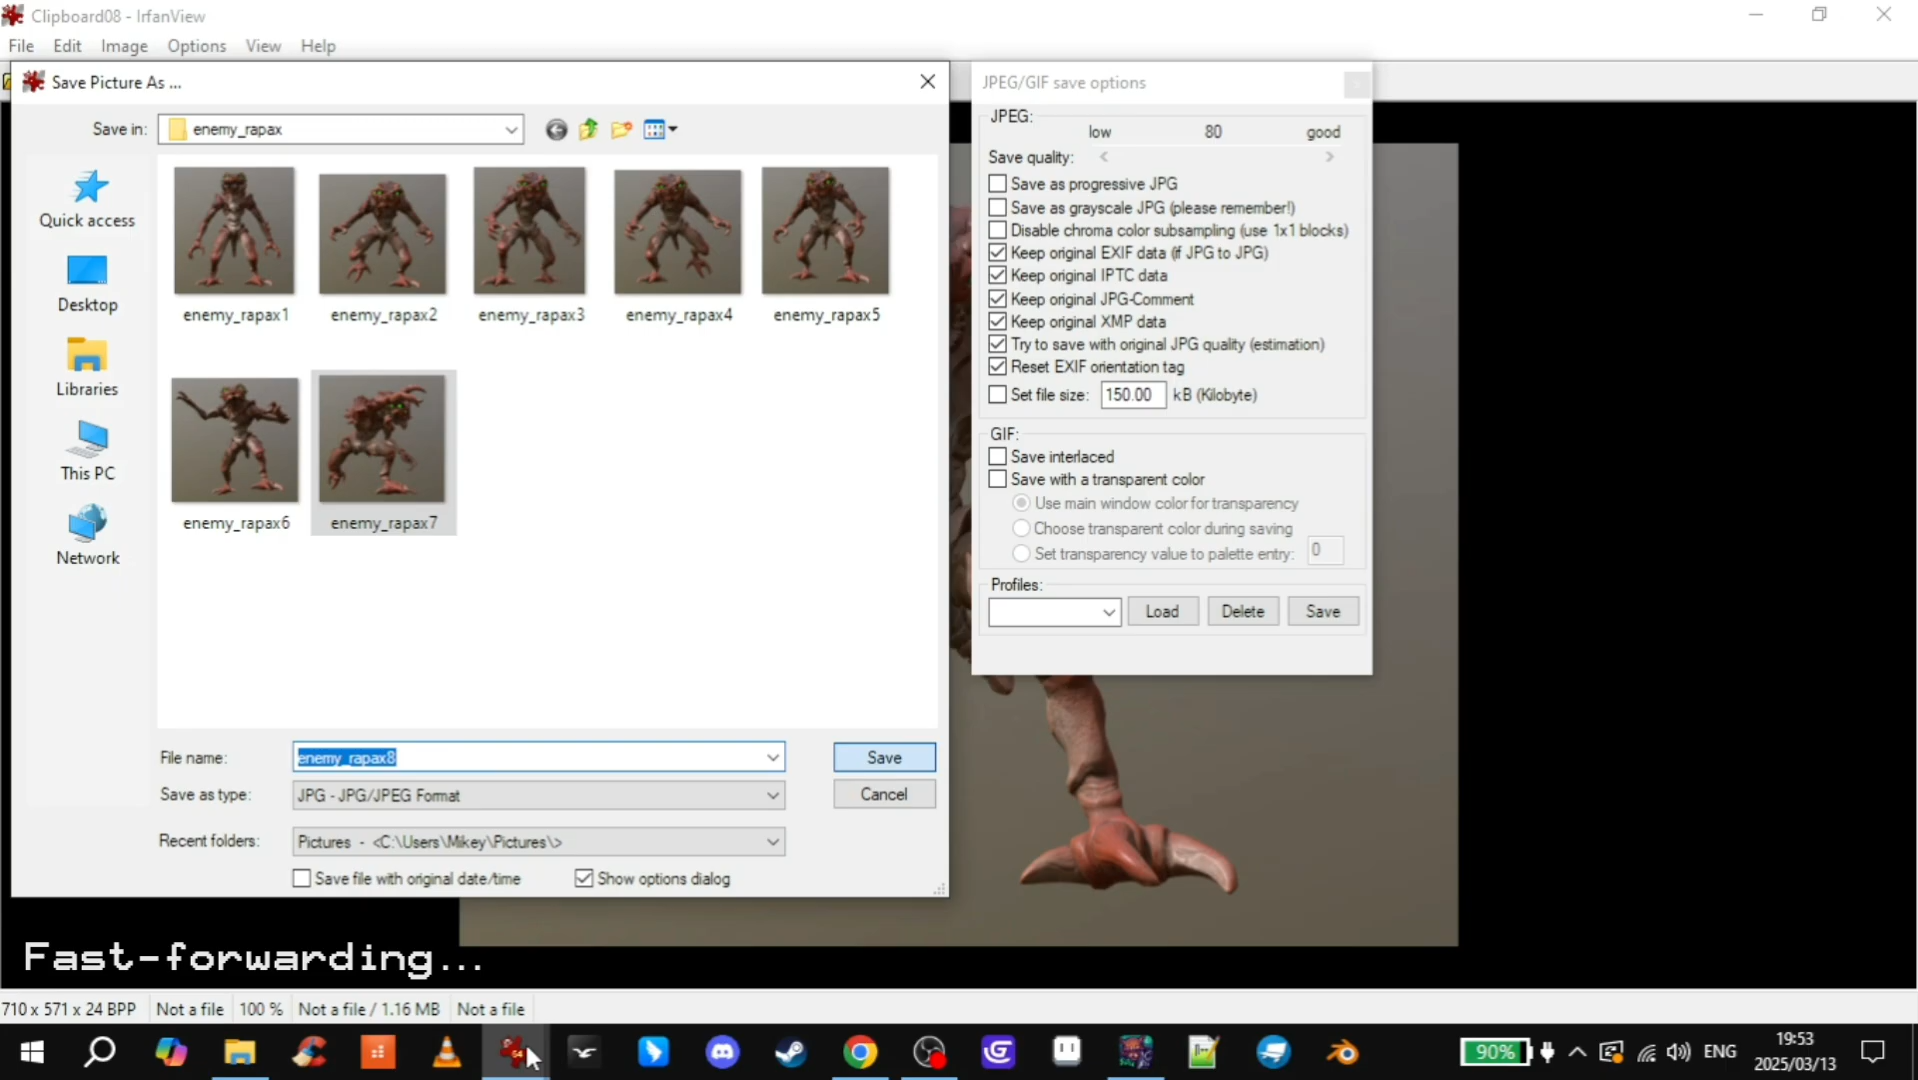 Clipboard08 - IrfanView
File Edit Image Options View Help
Save Picture As ...
Save in: enemy_rapax
Quick access
Desktop
Libraries
This PC
Network
enemy_rapax1 enemy_rapax2 enemy_rapax3 enemy_rapax4 enemy_rapax5
enemy_rapax6 enemy_rapax7
File name: enemy_rapax8 Save
Save as type: JPG - JPG/JPEG Format Cancel
Recent folders: Pictures - <C:\Users\Mikey\Pictures\>
Save file with original date/time Show options dialog
JPEG/GIF save options
JPEG:
low 80 good
Save quality:
Save as progressive JPG
Save as grayscale JPG (please remember!)
Disable chroma color subsampling (use 1x1 blocks)
Keep original EXIF data (if JPG to JPG)
Keep original IPTC data
Keep original JPG-Comment
Keep original XMP data
Try to save with original JPG quality (estimation)
Reset EXIF orientation tag
Set file size: 150.00 kB (Kilobyte)
GIF:
Save interlaced
Save with a transparent color
Use main window color for transparency
Choose transparent color during saving
Set transparency value to palette entry: 0
Profiles:
Load Delete Save
Fast-forwarding...
710 x 571 x 24 BPP Not a file 100 % Not a file / 1.16 MB Not a file
90% ENG 19:53
2025/03/13